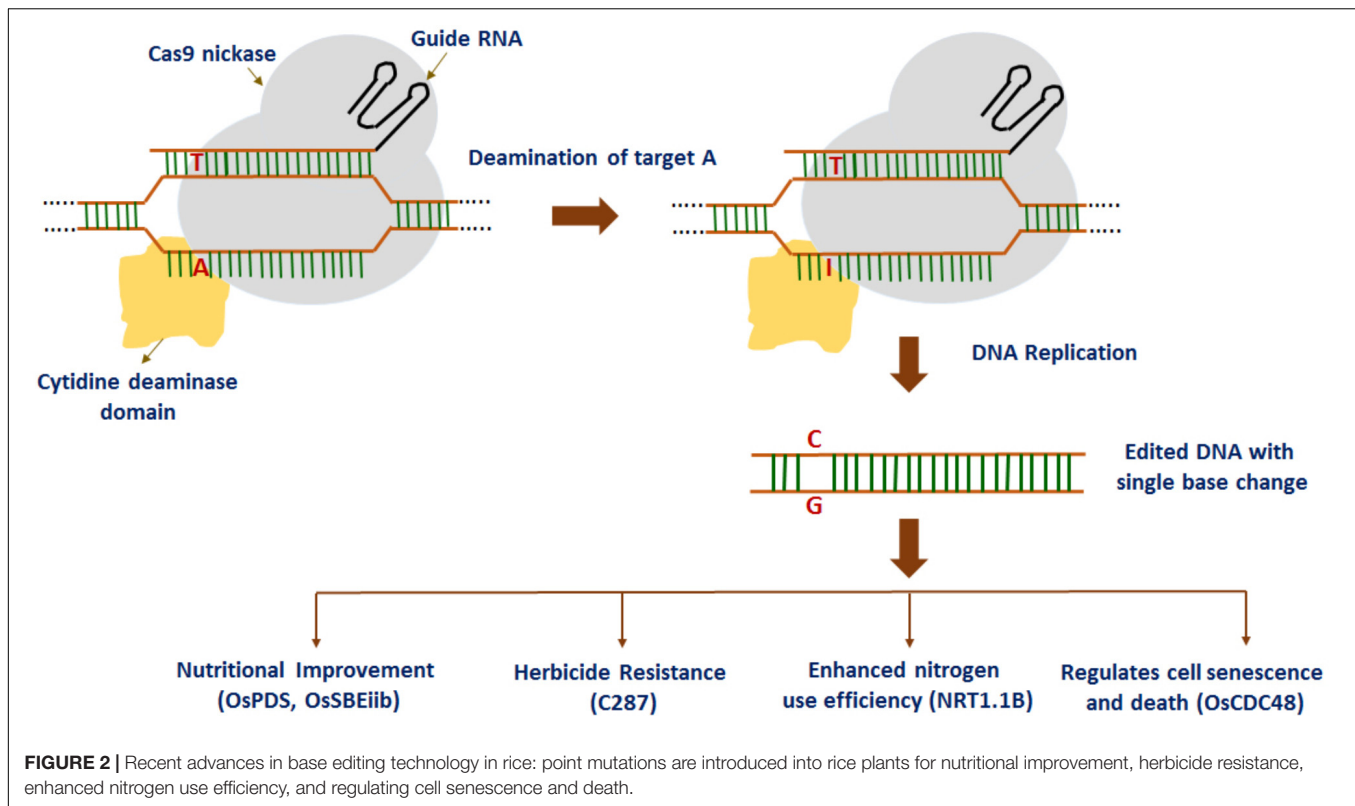 Cas9 nickase
Guide RNA
T
A
Cytidine deaminase
domain
Deamination of target A
T
I
DNA Replication
C
G
Edited DNA with
single base change
Nutritional Improvement
(OsPDS, OsSBEiib)
Herbicide Resistance
(C287)
Enhanced nitrogen
use efficiency (NRT1.1B)
Regulates cell senescence
and death (OsCDC48)
FIGURE 2 | Recent advances in base editing technology in rice: point mutations are introduced into rice plants for nutritional improvement, herbicide resistance,
enhanced nitrogen use efficiency, and regulating cell senescence and death.